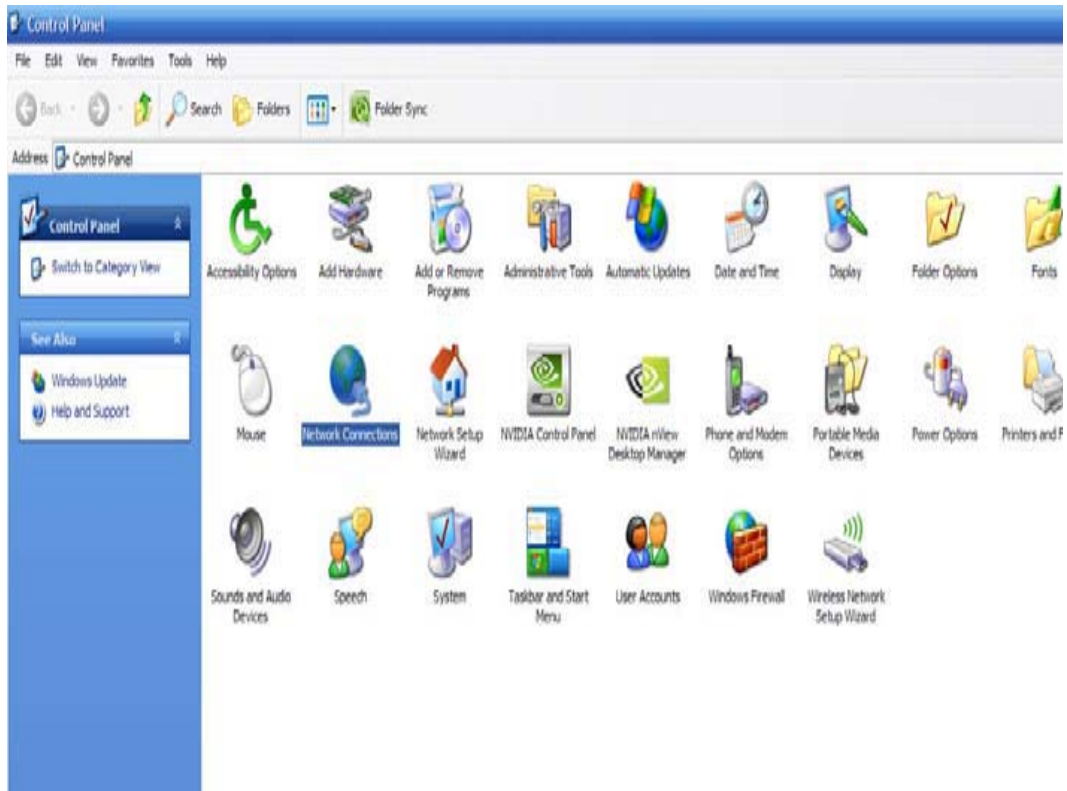 Control Panel
File Edit View Favorites Tools Help
Back Search Folders Folder Sync
Address Control Panel
Control Panel
Switch to Category View
See Also
Windows Update
Help and Support
Accessibility Options Add Hardware Add or Remove Administrative Tools Automatic Updates Date and Time Display Folder Options Fonts
Programs
Mouse Network Connections Network Setup NVIDIA Control Panel NVIDIA nView Phone and Modem Portable Media Power Options Printers and F
Wizard Desktop Manager Options Devices
Sounds and Audio Speech System Taskbar and Start User Accounts Windows Firewall Wireless Network
Devices Menu Setup Wizard